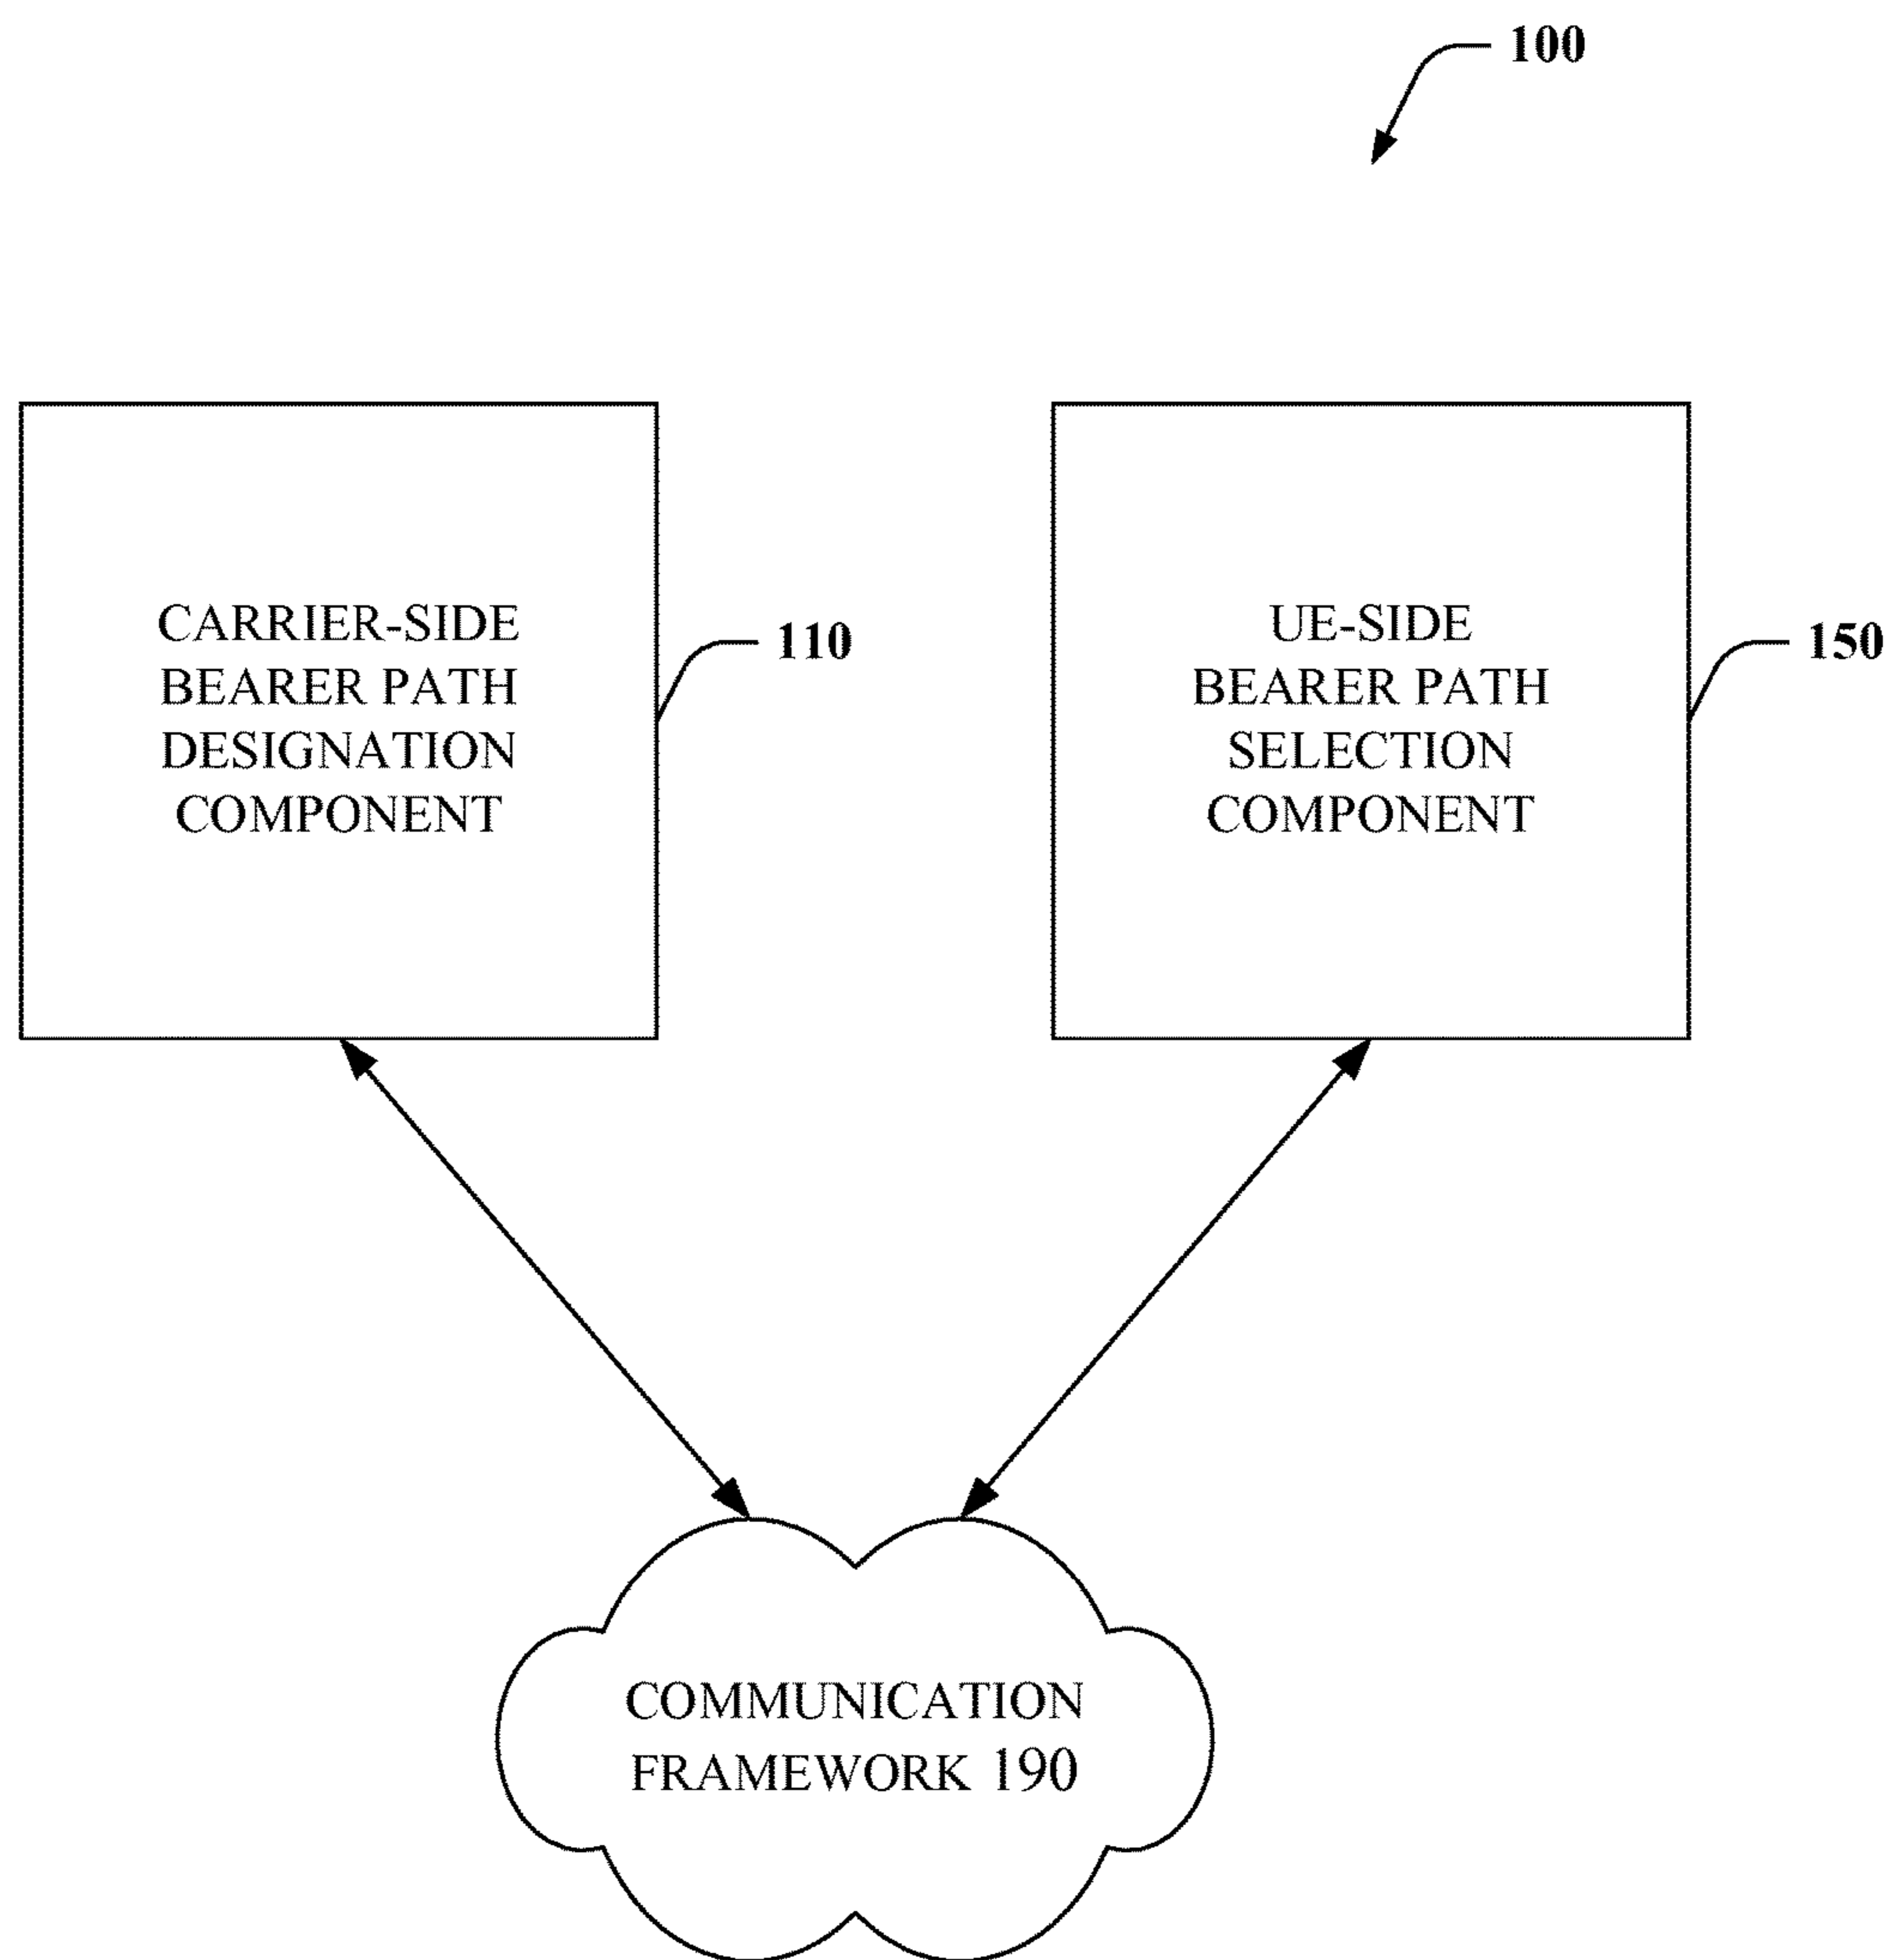 100
CARRIER-SIDE
BEARER PATH
DESIGNATION
COMPONENT
110
UE-SIDE
BEARER PATH
SELECTION
COMPONENT
150
COMMUNICATION
FRAMEWORK 190